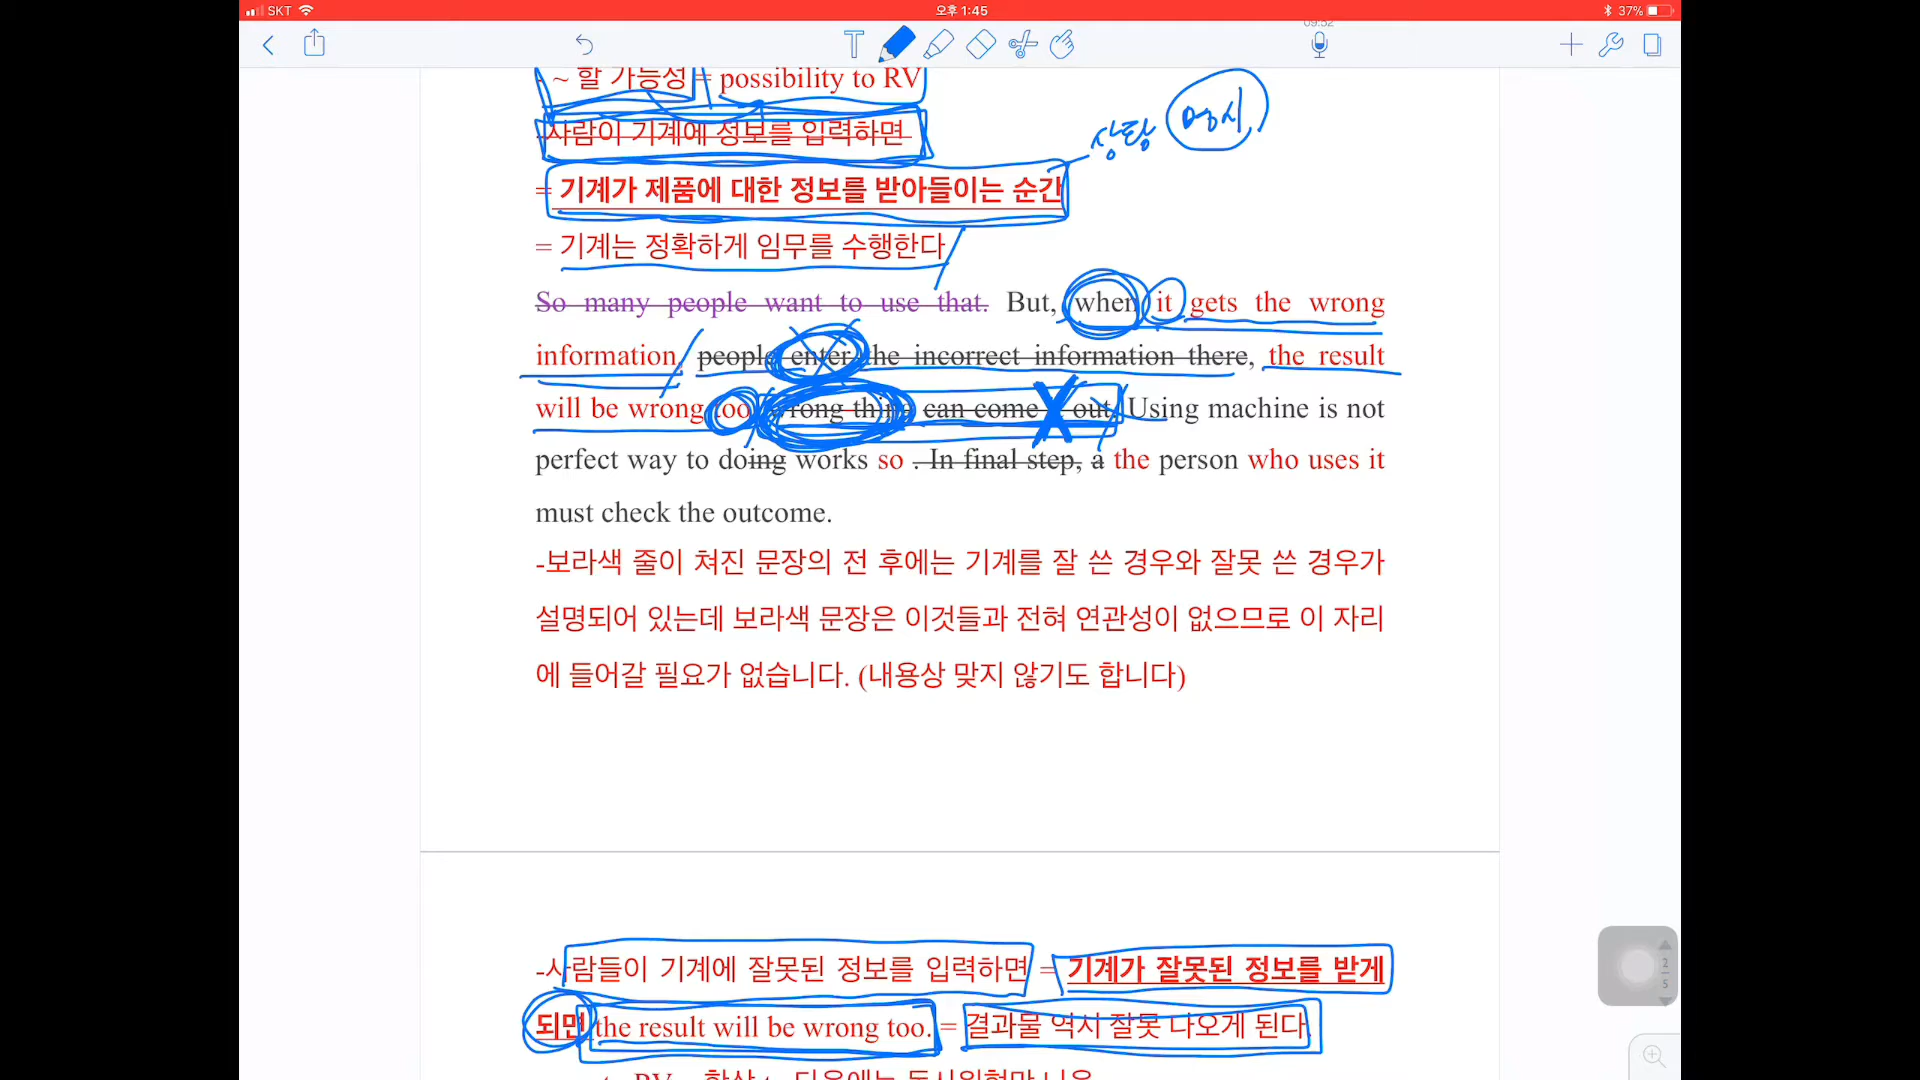 SKT 오후 1:45 37%
09:52
- ~ 할 가능성 = possibility to RV
-사람이 기계에 정보를 입력하면
상황 명시
= 기계가 제품에 대한 정보를 받아들이는 순간
= 기계는 정확하게 임무를 수행한다
So many people want to use that. But, when it gets the wrong
information, people enter the incorrect information there, the result
will be wrong too wrong thing can come out. Using machine is not
perfect way to doing works so . In final step, a the person who uses it
must check the outcome.
-보라색 줄이 쳐진 문장의 전 후에는 기계를 잘 쓴 경우와 잘못 쓴 경우가
설명되어 있는데 보라색 문장은 이것들과 전혀 연관성이 없으므로 이 자리
에 들어갈 필요가 없습니다. (내용상 맞지 않기도 합니다)
2
5
-사람들이 기계에 잘못된 정보를 입력하면 = 기계가 잘못된 정보를 받게
되면 the result will be wrong too. = 결과물 역시 잘못 나오게 된다.